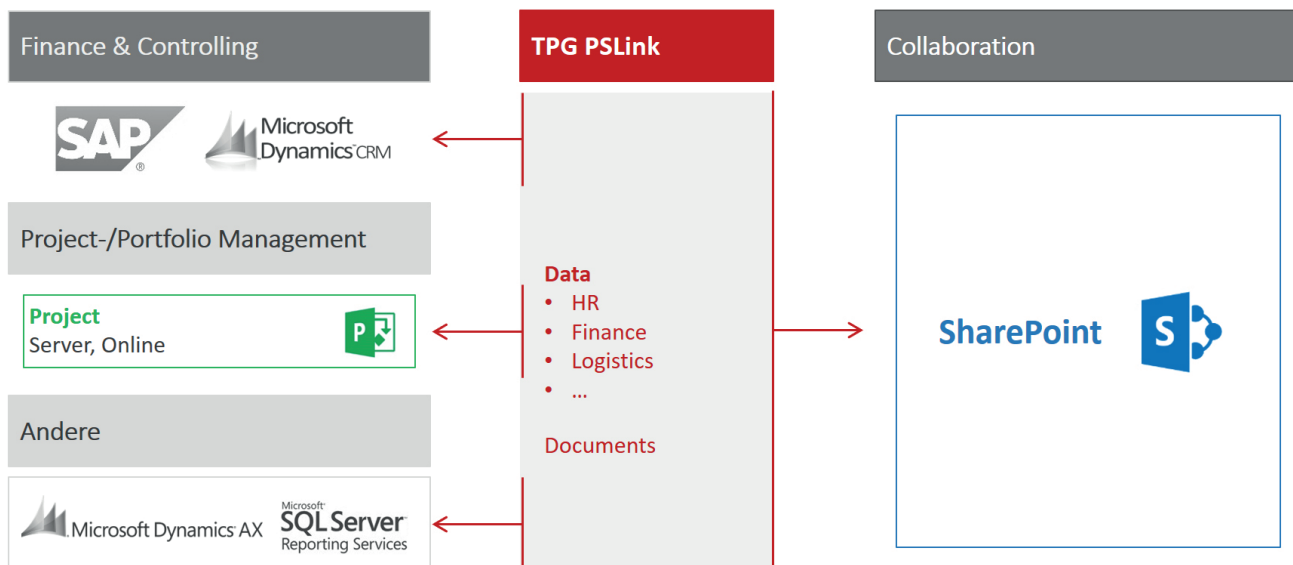 Finance & Controlling
SAP
®
Microsoft
Dynamics CRM
Project-/Portfolio Management
Project
Server, Online
P
Andere
Microsoft Dynamics AX
Microsoft
SQL Server
Reporting Services
TPG PSLink
Data
• HR
• Finance
• Logistics
• ...
Documents
Collaboration
SharePoint
S